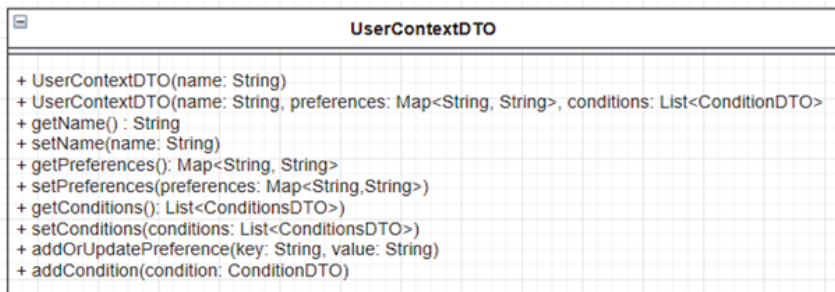 UserContextDTO
+ UserContextDTO(name: String)
+ UserContextDTO(name: String, preferences: Map<String, String>, conditions: List<ConditionDTO>
+ getName() : String
+ setName(name: String)
+ getPreferences(): Map<String, String>
+ setPreferences(preferences: Map<String,String>)
+ getConditions(): List<ConditionsDTO>)
+ setConditions(conditions: List<ConditionsDTO>)
+ addOrUpdatePreference(key: String, value: String)
+ addCondition(condition: ConditionDTO)